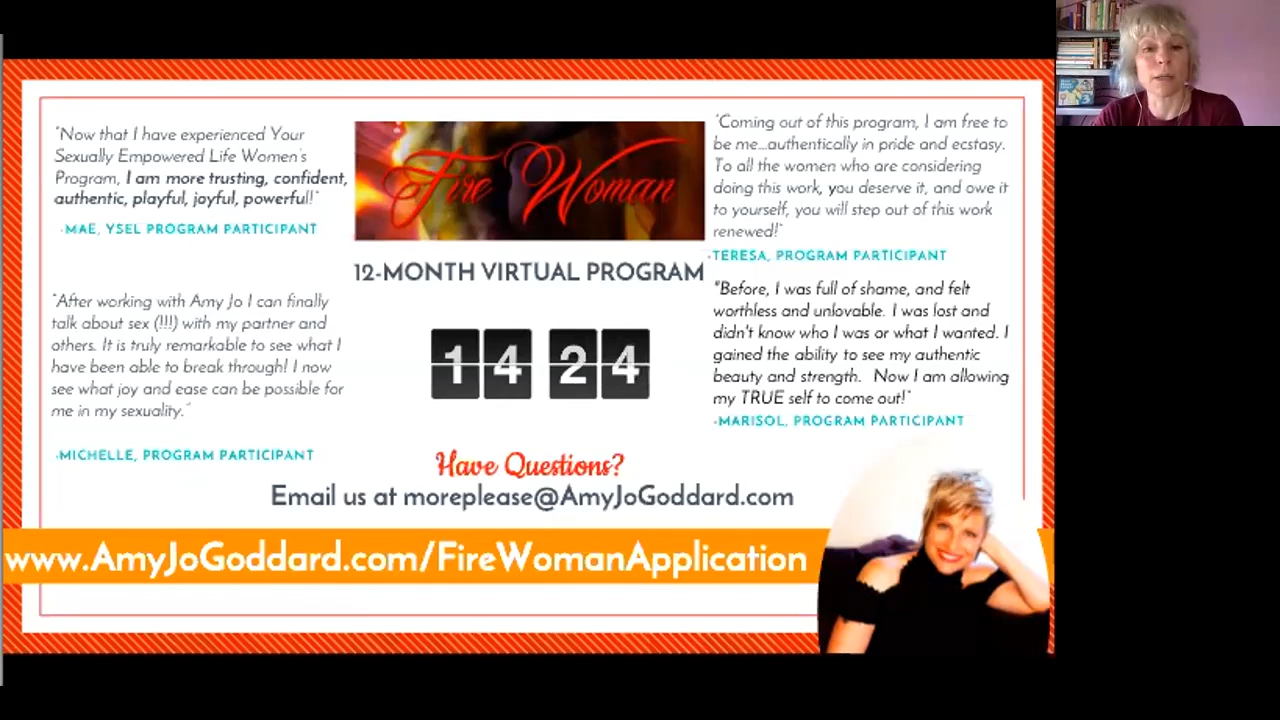 "Now that I have experienced Your
Sexually Empowered Life Women's
Program, I am more trusting, confident,
authentic, playful, joyful, powerful!"
-MAE, YSEL PROGRAM PARTICIPANT
"After working with Amy Jo I can finally
talk about sex (!!!) with my partner and
others. It is truly remarkable to see what I
have been able to break through! I now
see what joy and ease can be possible for
me in my sexuality."
-MICHELLE, PROGRAM PARTICIPANT
Fire Woman
12-MONTH VIRTUAL PROGRAM
14 24
"Coming out of this program, I am free to
be me...authentically in pride and ecstasy.
To all the women who are considering
doing this work, you deserve it, and owe it
to yourself, you will step out of this work
renewed!"
-TERESA, PROGRAM PARTICIPANT
"Before, I was full of shame, and felt
worthless and unlovable. I was lost and
didn't know who I was or what I wanted. I
gained the ability to see my authentic
beauty and strength. Now I am allowing
my TRUE self to come out!"
-MARISOL, PROGRAM PARTICIPANT
Have Questions?
Email us at moreplease@AmyJoGoddard.com
www.AmyJoGoddard.com/FireWomanApplication